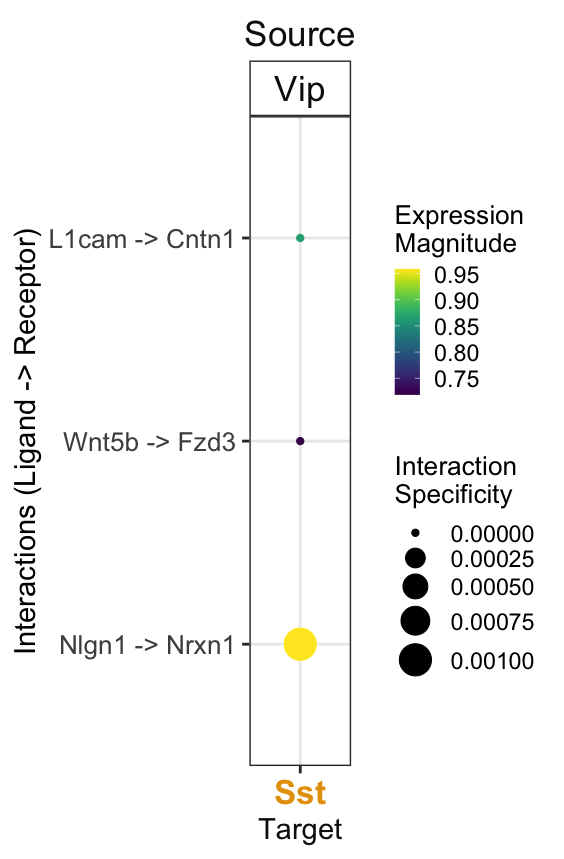 Source
Vip
Interactions (Ligand -> Receptor)
L1cam -> Cntn1
Wnt5b -> Fzd3
Nlgn1 -> Nrxn1
Sst
Target
Expression
Magnitude
0.95
0.90
0.85
0.80
0.75
Interaction
Specificity
0.00000
0.00025
0.00050
0.00075
0.00100